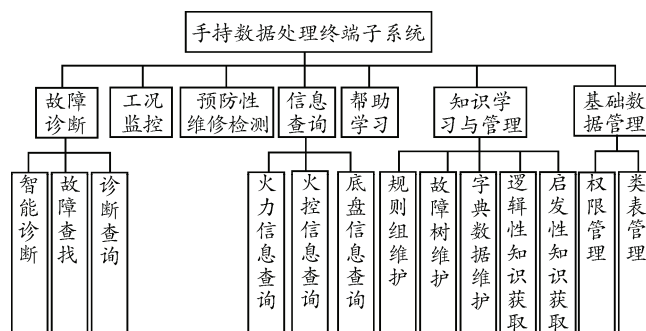 手持数据处理终端子系统
故障
诊断
工况
监控
预防性
维修检测
信息
查询
帮助
学习
知识学
习与管理
基础数
据管理
智能诊断
故障查找
诊断查询
火力信息查询
火控信息查询
底盘信息查询
规则组维护
故障树维护
字典数据维护
逻辑性知识获取
启发性知识获取
权限管理
类表管理